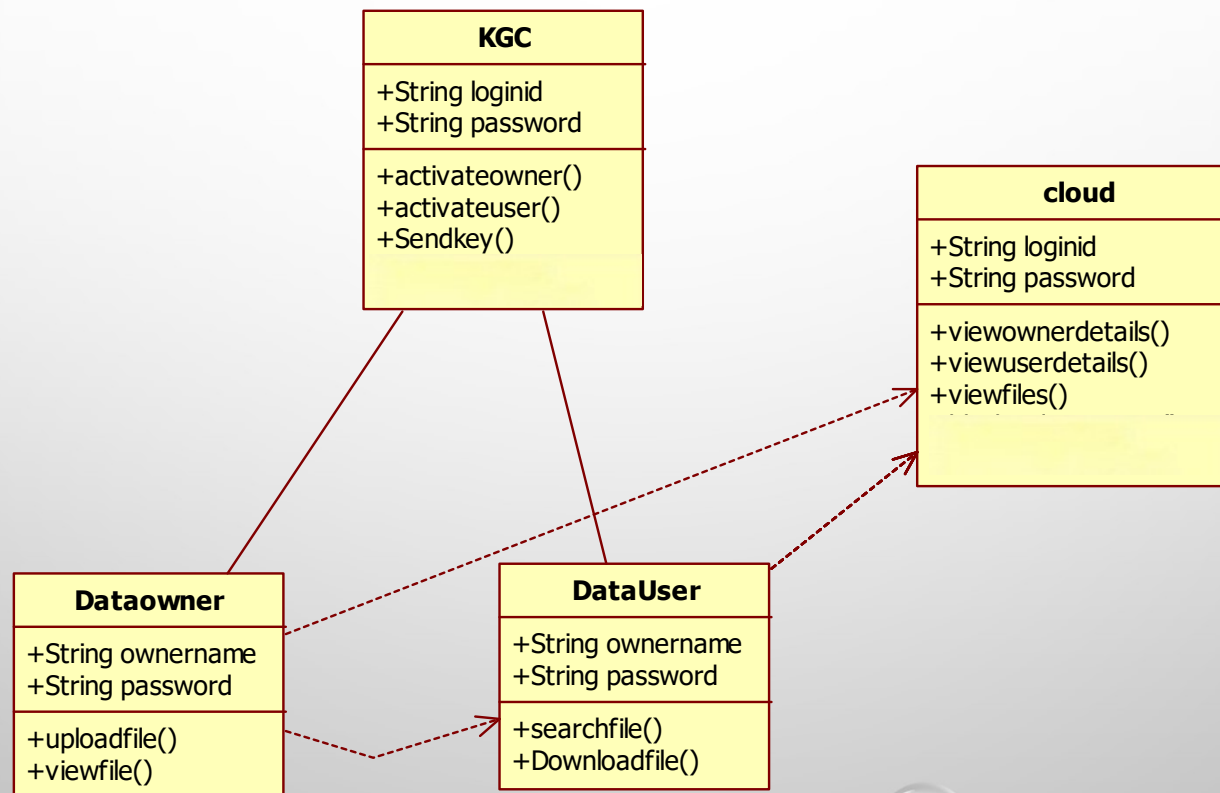 KGC
+String loginid
+String password
+activateowner()
+activateuser()
+Sendkey()
cloud
+String loginid
+String password
+viewownerdetails()
+viewuserdetails()
+viewfiles()
Dataowner
+String ownername
+String password
+uploadfile()
+viewfile()
DataUser
+String ownername
+String password
+searchfile()
+Downloadfile()